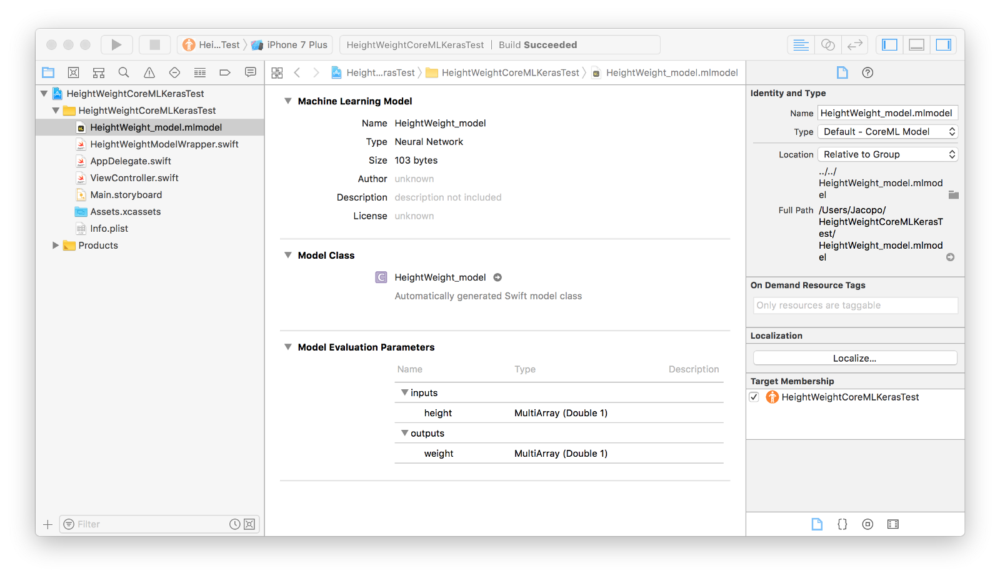 Hei...Test
iPhone 7 Plus
HeightWeightCoreMLKerasTest | Build Succeeded
Height...rasTest
HeightWeightCoreMLKerasTest
HeightWeight_model.mlmodel
HeightWeightCoreMLKerasTest
HeightWeightCoreMLKerasTest
HeightWeight_model.mlmodel
HeightWeightModelWrapper.swift
AppDelegate.swift
ViewController.swift
Main.storyboard
Assets.xcassets
Info.plist
Products
Filter
Machine Learning Model
Name HeightWeight_model
Type Neural Network
Size 103 bytes
Author unknown
Description description not included
License unknown
Model Class
C HeightWeight_model
Automatically generated Swift model class
Model Evaluation Parameters
Name Type Description
inputs
height MultiArray (Double 1)
outputs
weight MultiArray (Double 1)
Identity and Type
Name HeightWeight_model.mlmodel
Type Default - CoreML Model
Location Relative to Group
../../
HeightWeight_model.mlmod
el
Full Path /Users/Jacopo/
HeightWeightCoreMLKerasT
est/
HeightWeight_model.mlmod
el
On Demand Resource Tags
Only resources are taggable
Localization
Localize...
Target Membership
HeightWeightCoreMLKerasTest